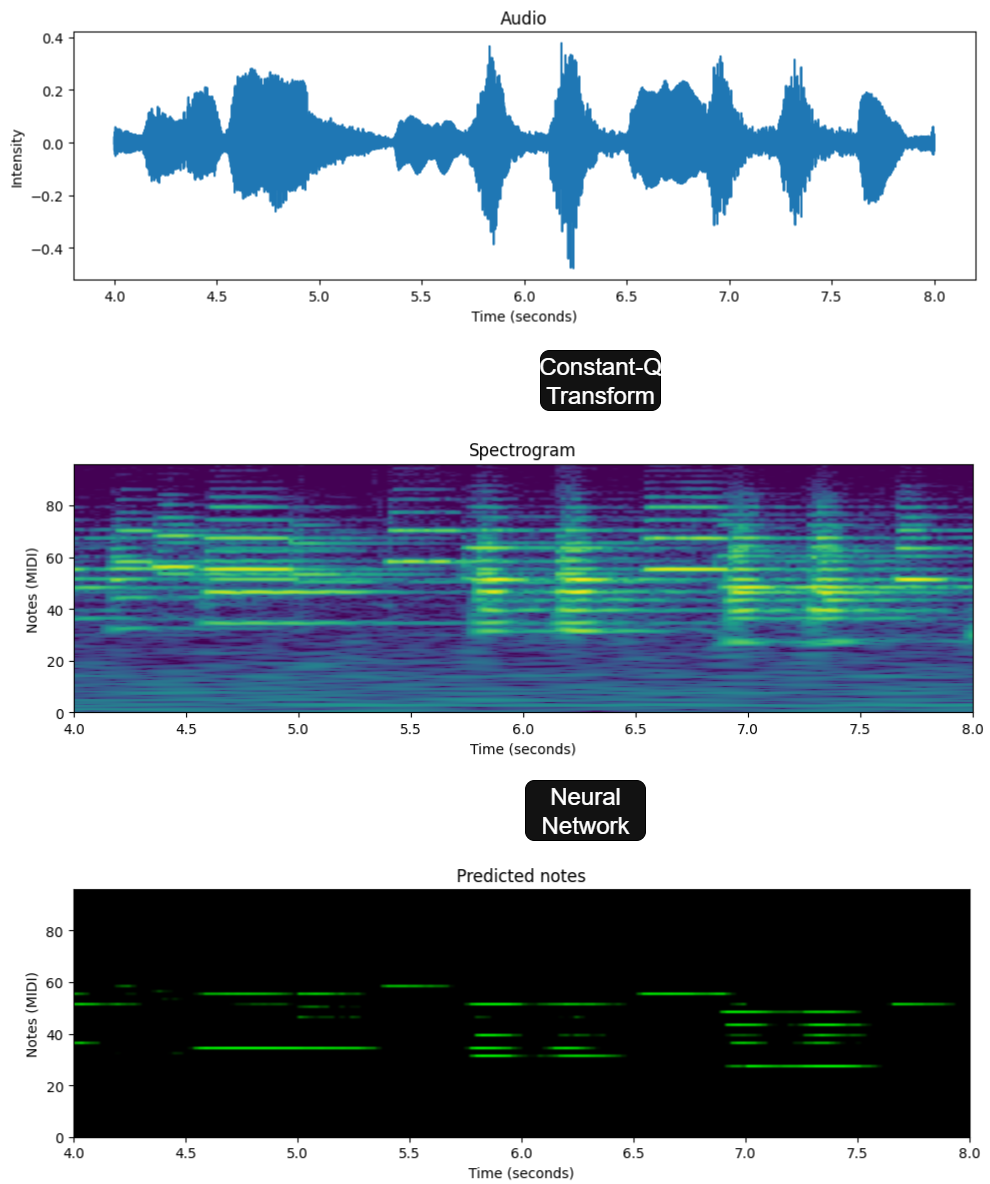 Audio
0.4
0.2
0.0
−0.2
−0.4
Intensity
4.0 4.5 5.0 5.5 6.0 6.5 7.0 7.5 8.0
Time (seconds)
Constant-Q
Transform
Spectrogram
80
60
40
20
0
Notes (MIDI)
4.0 4.5 5.0 5.5 6.0 6.5 7.0 7.5 8.0
Time (seconds)
Neural
Network
Predicted notes
80
60
40
20
0
Notes (MIDI)
4.0 4.5 5.0 5.5 6.0 6.5 7.0 7.5 8.0
Time (seconds)